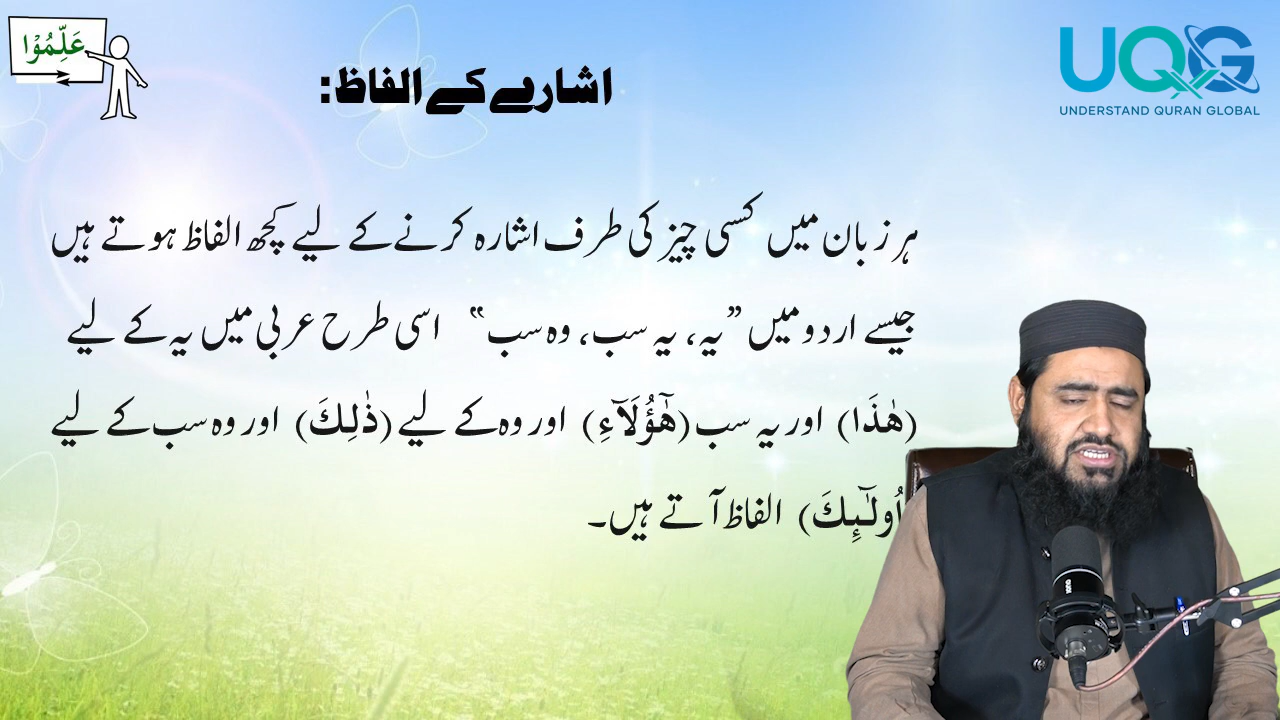 عَلِّمُوْا
UQG
UNDERSTAND QURAN GLOBAL
اشارے کے الفاظ:
ہر زبان میں کسی چیز کی طرف اشارہ کرنے کے لیے کچھ الفاظ ہوتے ہیں
جیسے اردو میں ”یہ، یہ سب، وہ سب“ اسی طرح عربی میں یہ کے لیے
(هٰذَا) اور یہ سب (هٰٓؤُلَآءِ) اور وہ کے لیے (ذٰلِكَ) اور وہ سب کے لیے
اُولٰٓئِكَ) الفاظ آتے ہیں۔